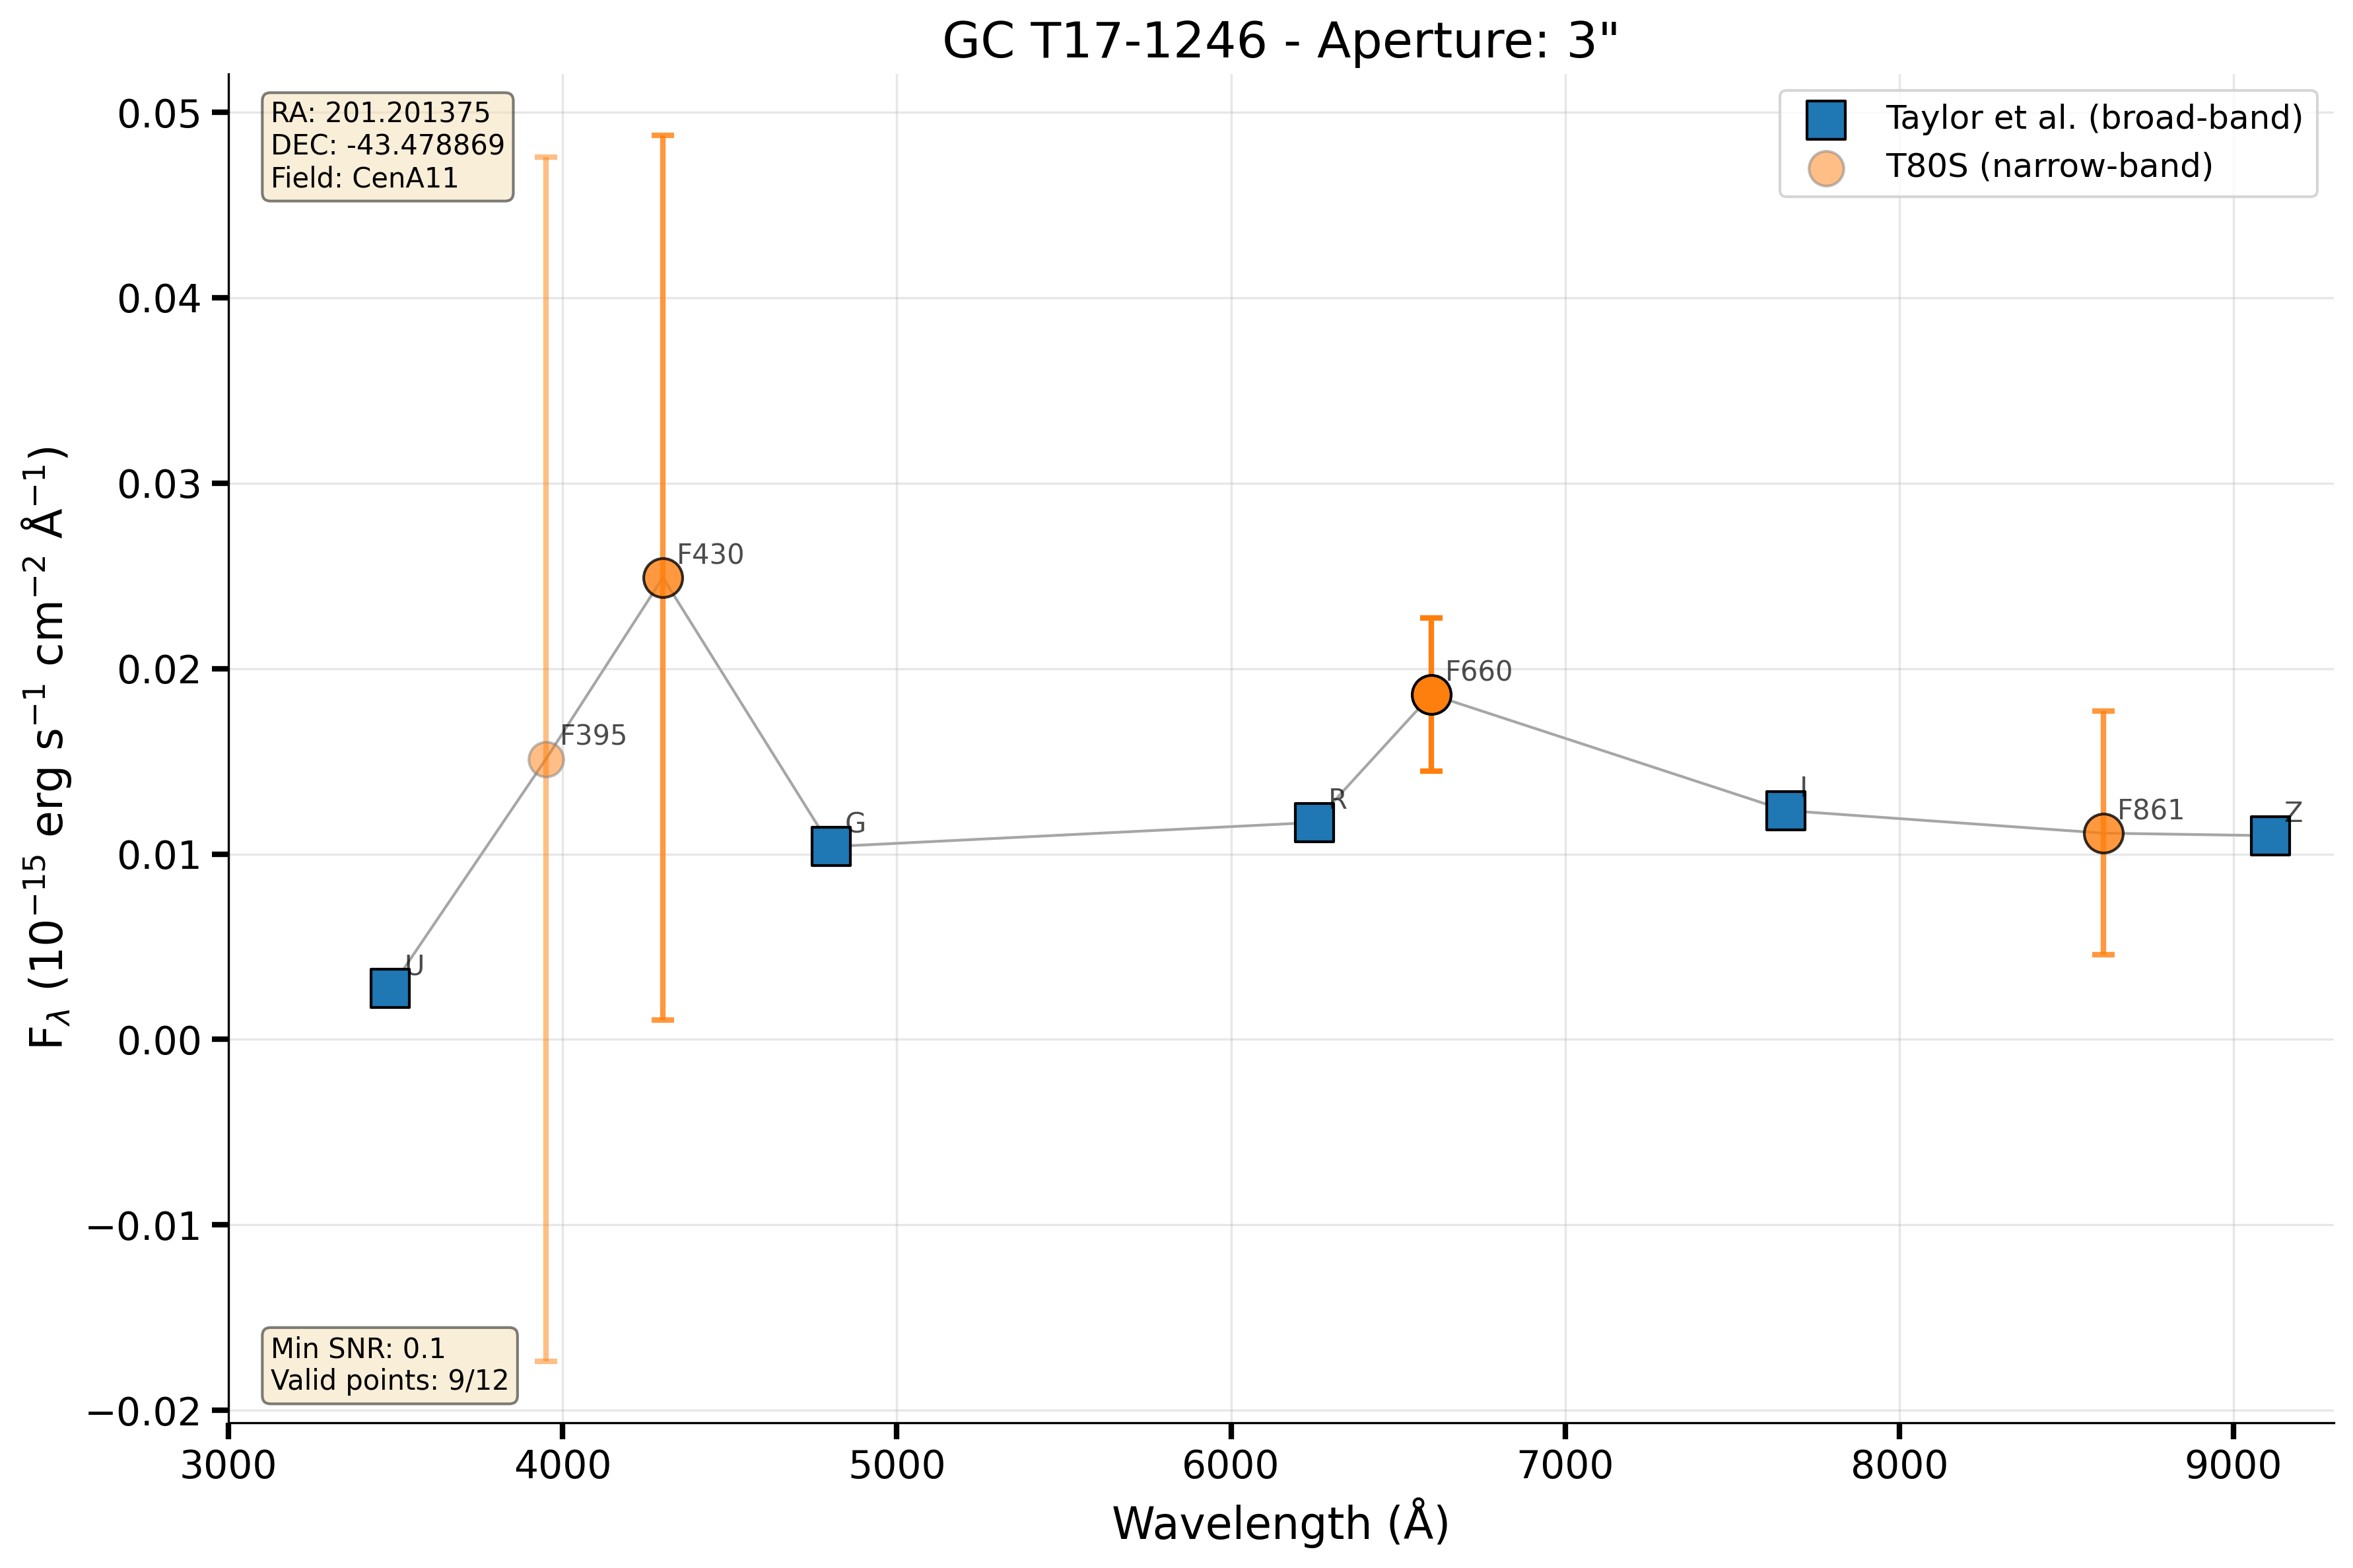 GC T17-1246 - Aperture: 3"
RA: 201.201375
DEC: -43.478869
Field: CenA11
Taylor et al. (broad-band)
T80S (narrow-band)
0.05
0.04
0.03
0.02
0.01
0.00
−0.01
−0.02
F_λ (10⁻¹⁵ erg s⁻¹ cm⁻² Å⁻¹)
U
F395
F430
G
R
F660
I
F861
Z
Min SNR: 0.1
Valid points: 9/12
3000 4000 5000 6000 7000 8000 9000
Wavelength (Å)